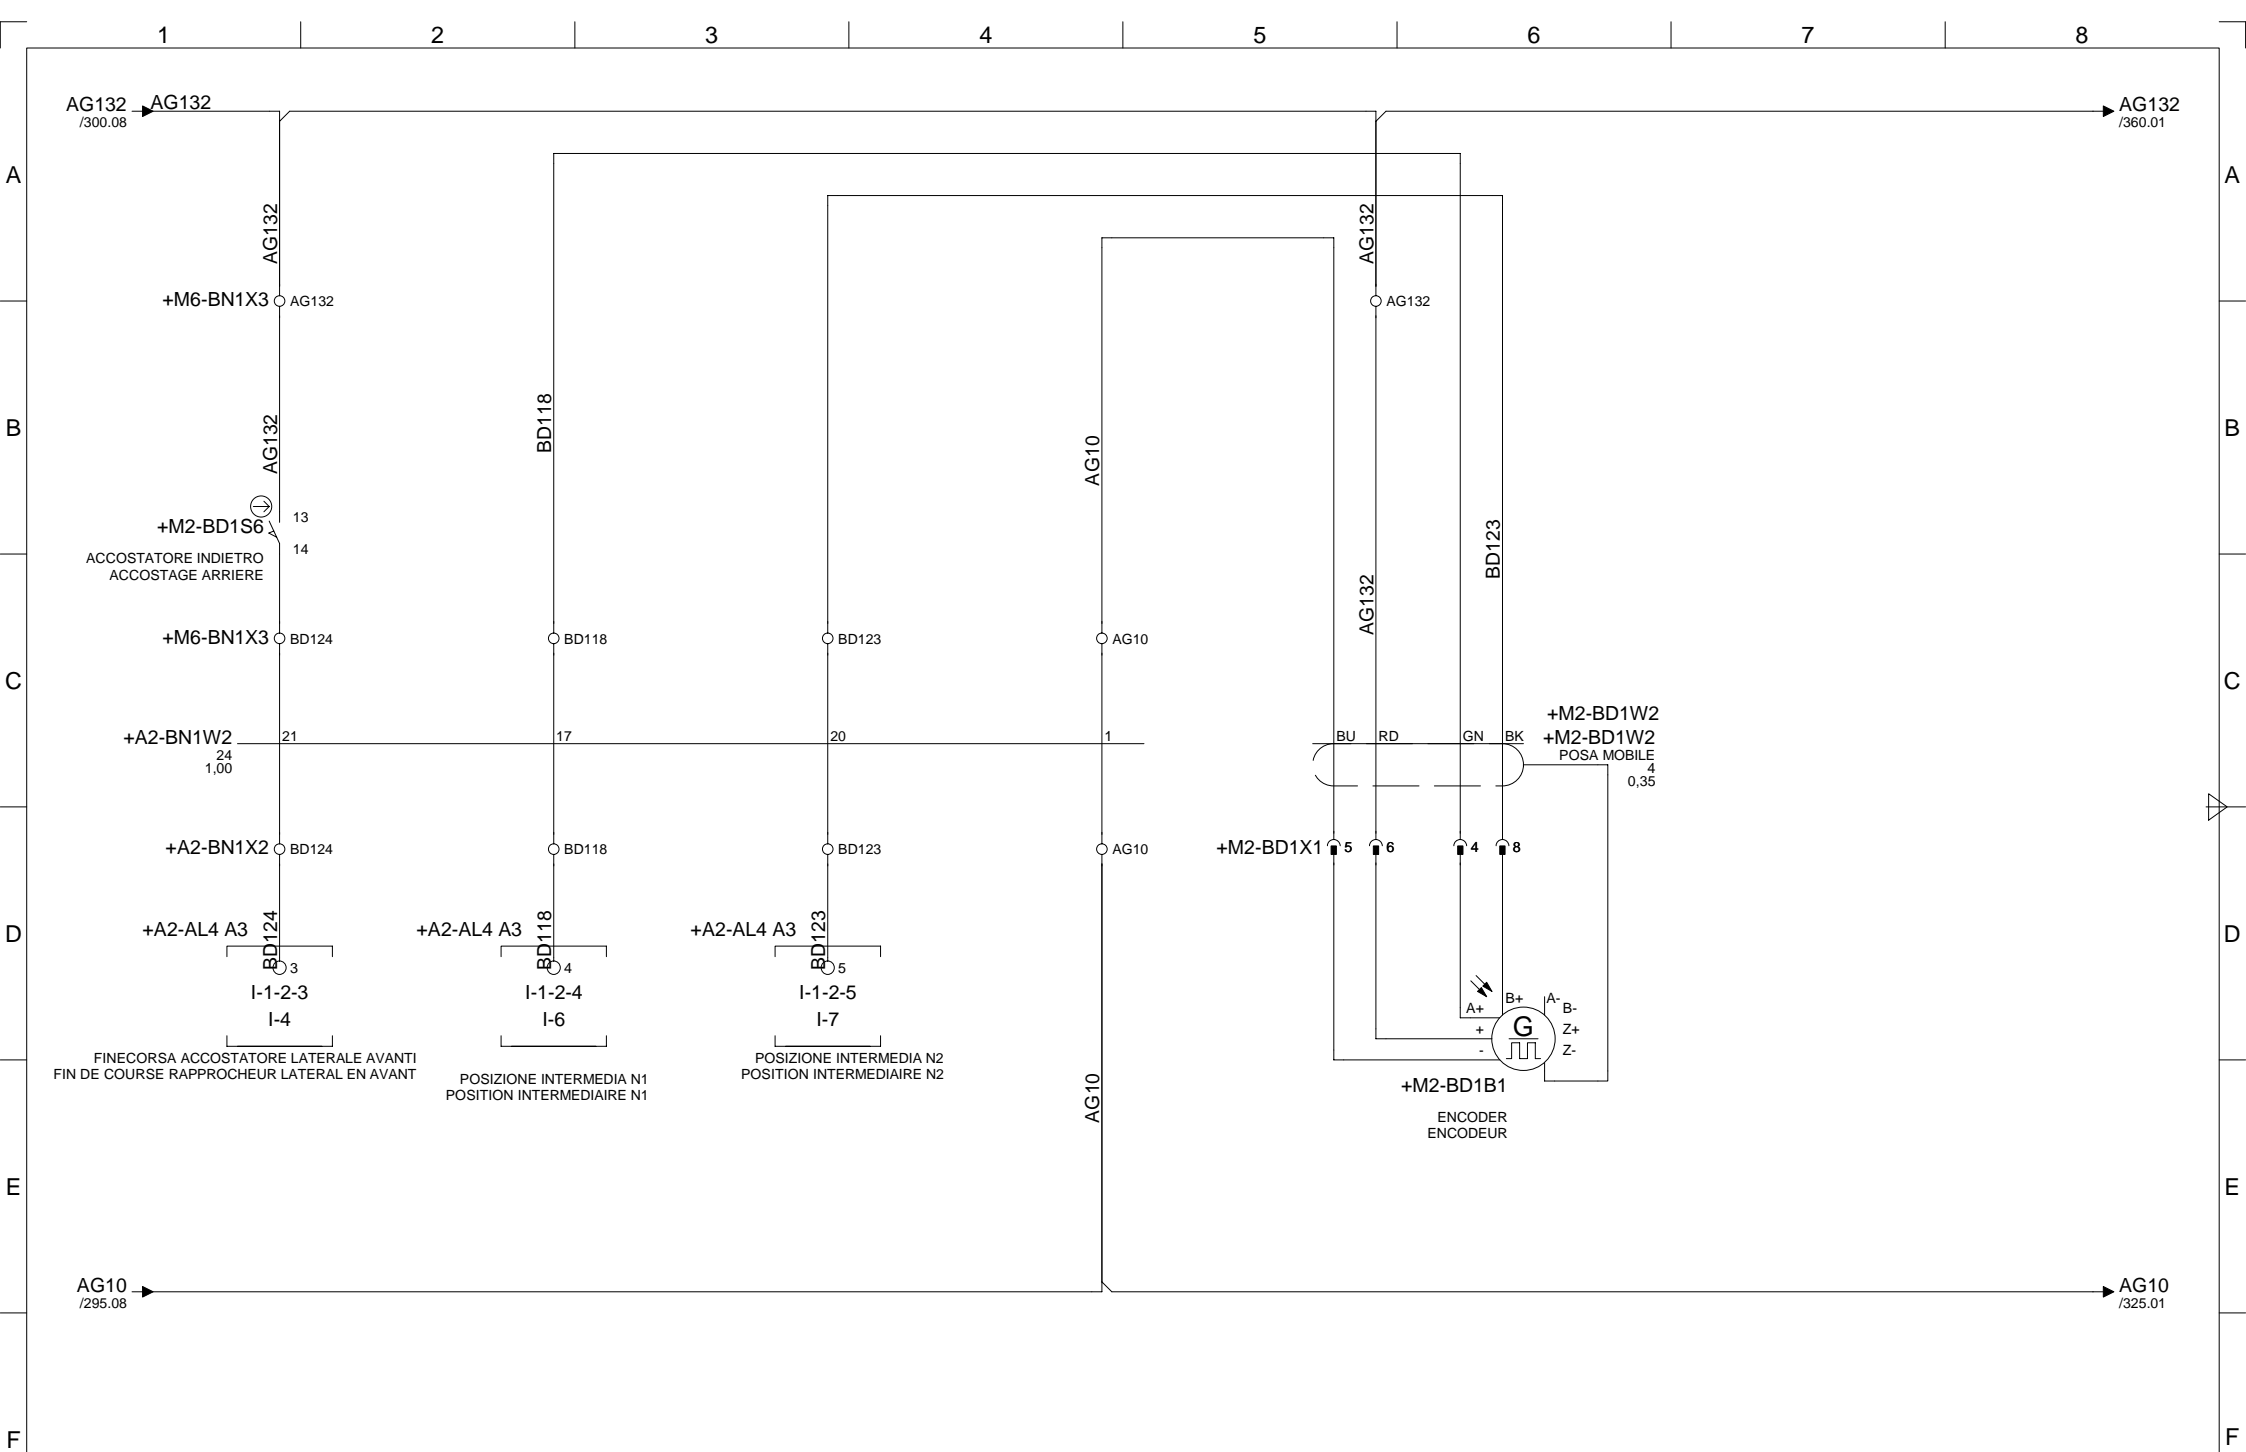 1 2 3 4 5 6 7 8
AG132 AG132 AG132
/300.08 /360.01
A A
AG132 AG132
+M6-BN1X3 AG132 AG132
B B
AG132 BD118 AG10
+M2-BD1S6 13
14
ACCOSTATORE INDIETRO
ACCOSTAGE ARRIERE
BD123
AG132
+M6-BN1X3 BD124 BD118 BD123 AG10
C C
+M2-BD1W2
+A2-BN1W2 21 17 20 1 BU RD GN BK +M2-BD1W2
24 POSA MOBILE
1,00 4
0,35
+A2-BN1X2 BD124 BD118 BD123 AG10 +M2-BD1X1 5 6 4 8
D D
+A2-AL4 A3 BD124 +A2-AL4 A3 BD118 +A2-AL4 A3 BD123
3 4 5
I-1-2-3 I-1-2-4 I-1-2-5
I-4 I-6 I-7
A+ B+ A- B-
+ G Z+
- Z-
FINECORSA ACCOSTATORE LATERALE AVANTI
FIN DE COURSE RAPPROCHEUR LATERAL EN AVANT
POSIZIONE INTERMEDIA N1
POSITION INTERMEDIAIRE N1
POSIZIONE INTERMEDIA N2
POSITION INTERMEDIAIRE N2
AG10
+M2-BD1B1
ENCODER
ENCODEUR
E E
AG10 AG10
/295.08 /325.01
F F